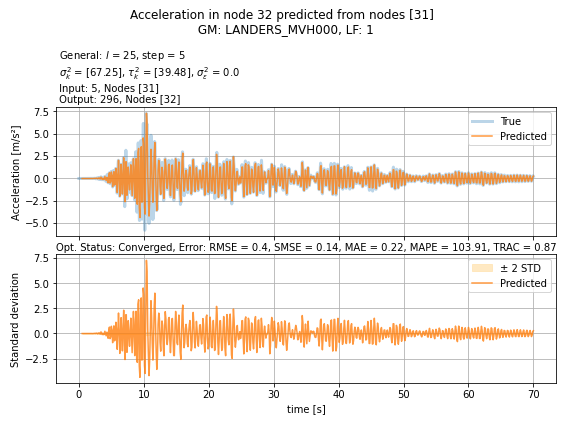 Acceleration in node 32 predicted from nodes [31]
GM: LANDERS_MVH000, LF: 1
General: l = 25, step = 5
σ²ₖ = [67.25], τ²ₖ = [39.48], σ²ε = 0.0
Input: 5, Nodes [31]
Output: 296, Nodes [32]
7.5
5.0
2.5
0.0
−2.5
−5.0
Acceleration [m/s²]
True
Predicted
Opt. Status: Converged, Error: RMSE = 0.4, SMSE = 0.14, MAE = 0.22, MAPE = 103.91, TRAC = 0.87
7.5
5.0
2.5
0.0
−2.5
Standard deviation
± 2 STD
Predicted
0 10 20 30 40 50 60 70
time [s]